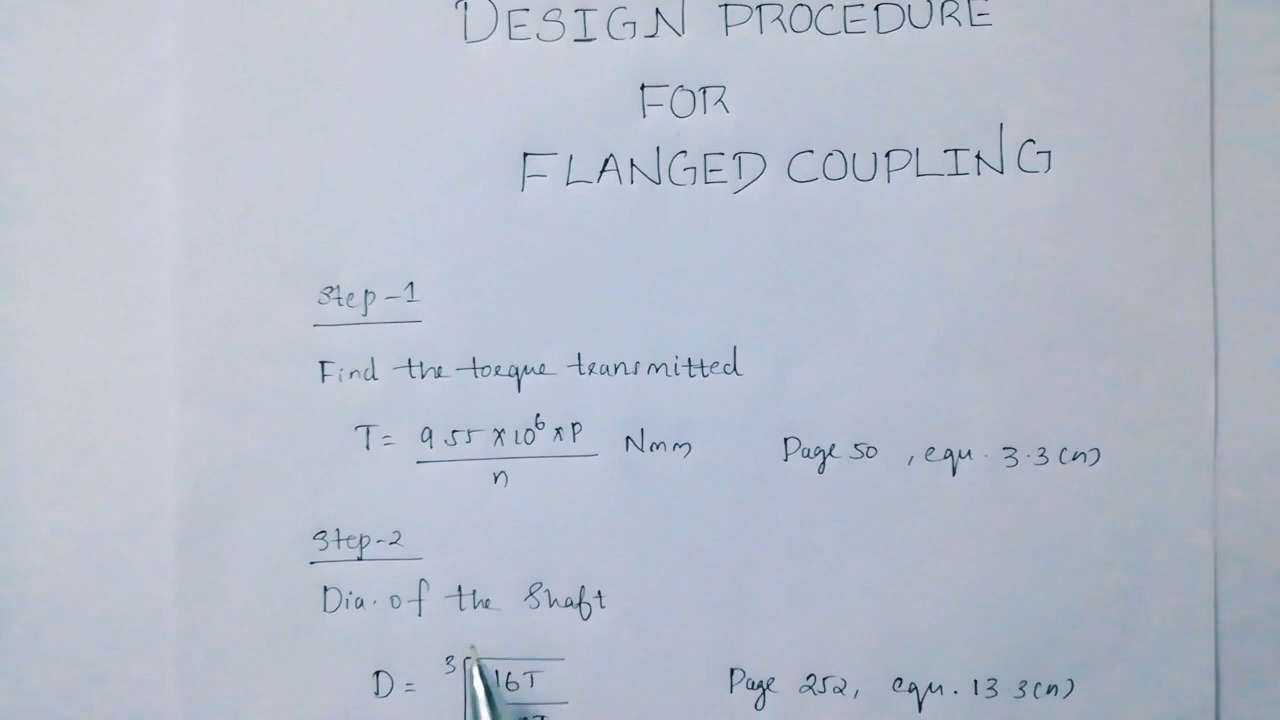 DESIGN PROCEDURE
FOR
FLANGED COUPLING
Step-1
Find the torque transmitted
T = 9.55 × 10⁶ × P / n Nmm Page 50, equ. 3.3(n)
Step-2
Dia. of the Shaft
D = ³√16T Page 252, equn. 13 3(n)